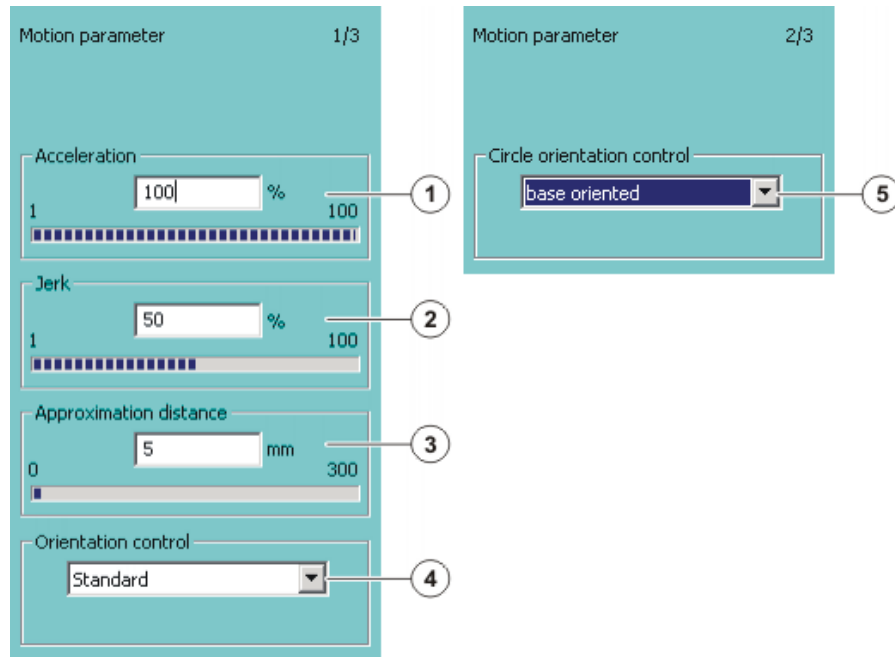 Motion parameter 1/3
Acceleration
100 %
1 100
1
Jerk
50 %
1 100
2
Approximation distance
5 mm
0 300
3
Orientation control
Standard
4
Motion parameter 2/3
Circle orientation control
base oriented
5